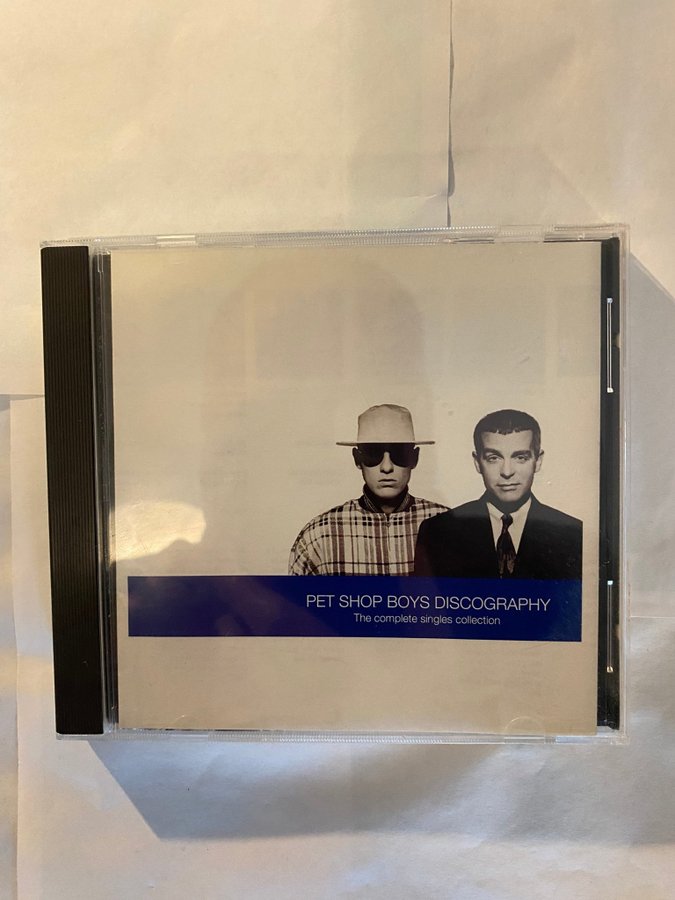 PET SHOP BOYS DISCOGRAPHY
The complete singles collection